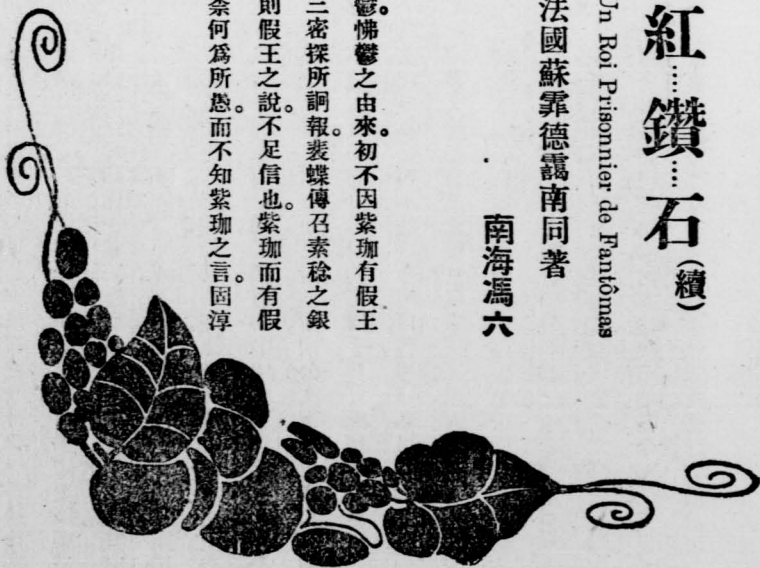 紅……鑽……石(續)
Un Roi Prisonnier de Fantômas
法國蘇霏德靄南同著
南海馮六
鬱。怫鬱之由來。初不因紫珈有假王
三密探所詗報。裴蝶傳召素稔之銀
則假王之說。不足信也。紫珈而有假
奈何爲所愚。而不知紫珈之言。固淳